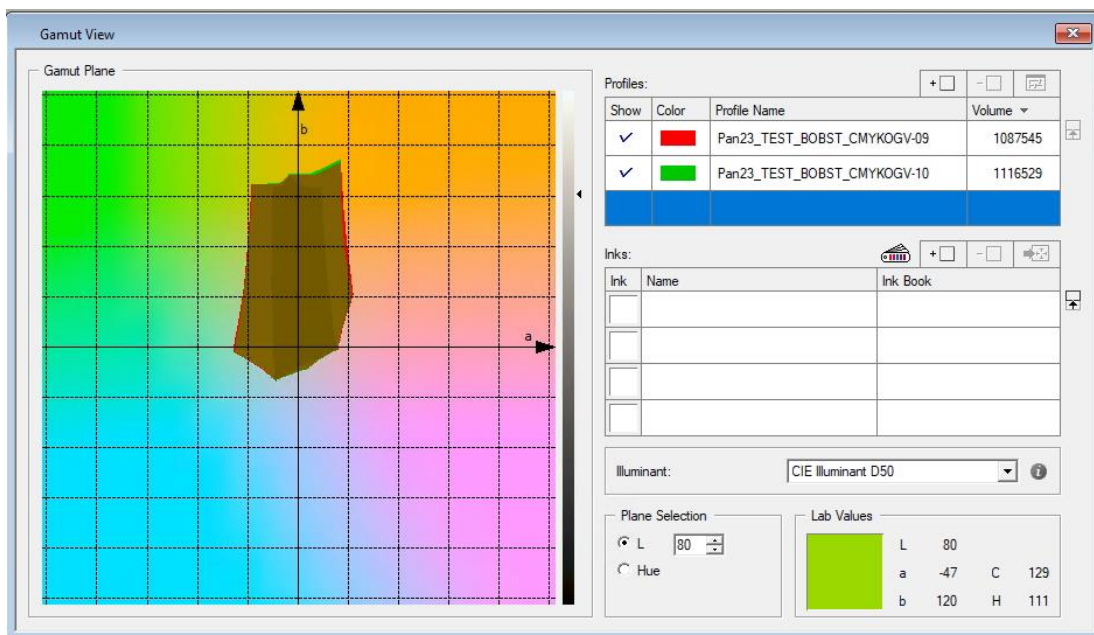 Gamut View
Gamut Plane
b
a
Profiles:
+
-
Show Color Profile Name Volume
Pan23_TEST_BOBST_CMYKOGV-09 1087545
Pan23_TEST_BOBST_CMYKOGV-10 1116529
Inks:
+
-
Ink Name Ink Book
Illuminant: CIE Illuminant D50
Plane Selection
L 80
Hue
Lab Values
L 80
a -47 C 129
b 120 H 111